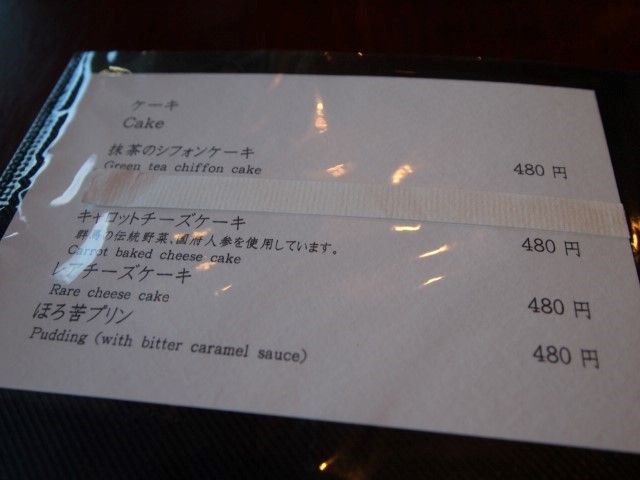 ケーキ
Cake
抹茶のシフォンケーキ
Green tea chiffon cake 480 円
キャロットチーズケーキ
群馬の伝統野菜、国府人参を使用しています。 480 円
Carrot baked cheese cake
レアチーズケーキ
Rare cheese cake 480 円
ほろ苦プリン
Pudding (with bitter caramel sauce) 480 円